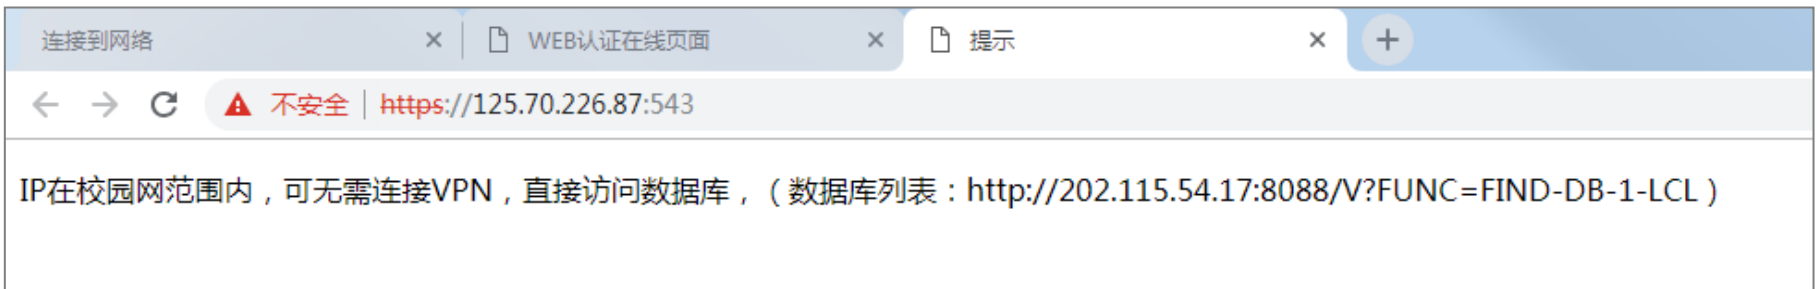 连接到网络
WEB认证在线页面
提示
不安全 https://125.70.226.87:543
IP在校园网范围内，可无需连接VPN，直接访问数据库，（数据库列表：http://202.115.54.17:8088/V?FUNC=FIND-DB-1-LCL）